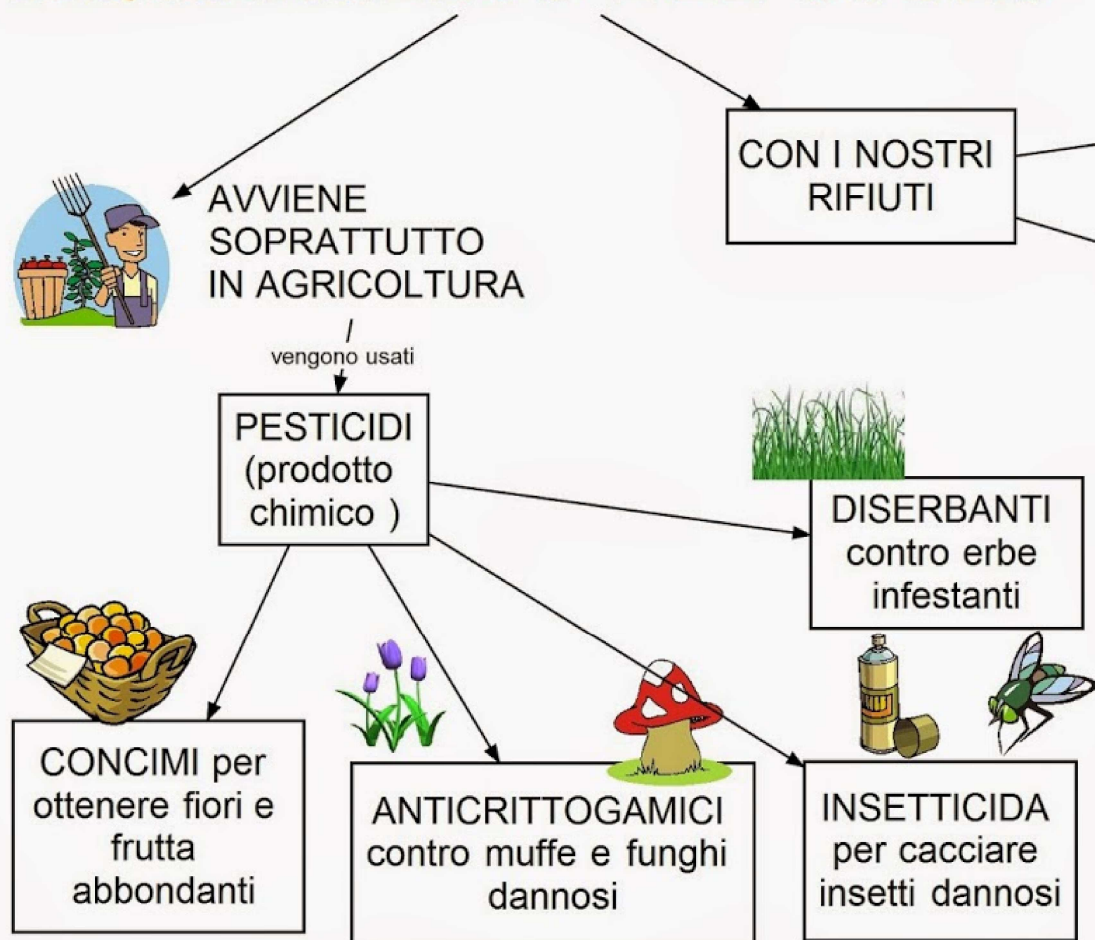 CON I NOSTRI
RIFIUTI
AVVIENE
SOPRATTUTTO
IN AGRICOLTURA
vengono usati
PESTICIDI
(prodotto
chimico )
DISERBANTI
contro erbe
infestanti
CONCIMI per
ottenere fiori e
frutta
abbondanti
ANTICRITTOGAMICI
contro muffe e funghi
dannosi
INSETTICIDA
per cacciare
insetti dannosi